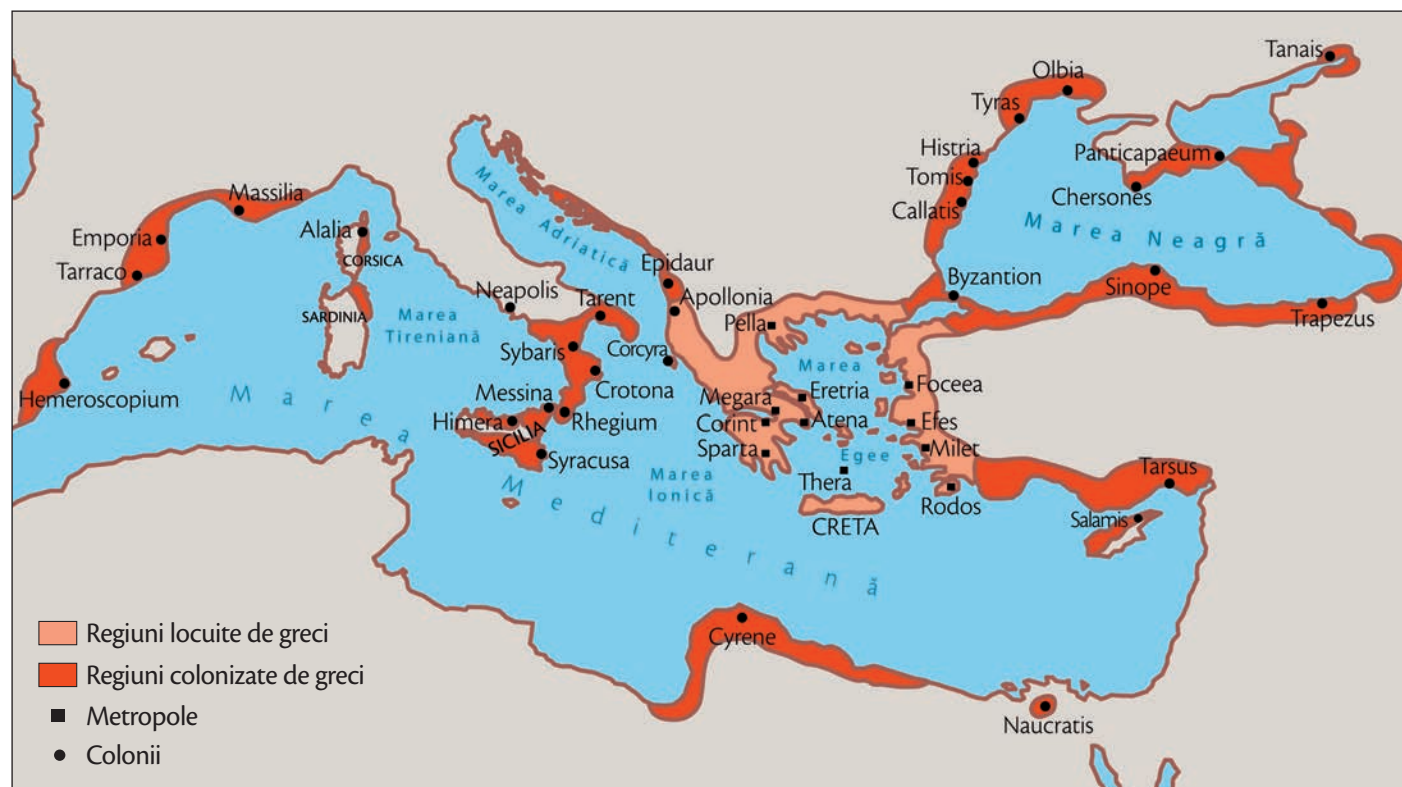 Tanais
Olbia
Tyras
Histria
Panticapaeum
Tomis
Chersones
Callatis
Marea Neagră
Massilia
Marea Adriatică
Emporia
Alalia
CORSICA
Tarraco
Epidaur
Byzantion
Sinope
Neapolis
Tarent
Apollonia
Trapezus
SARDINIA
Marea
Tireniană
Pella
Sybaris
Corcyra
Marea
Egee
Crotona
Eretria
Foceea
Hemeroscopium
Messina
Megara
Himera
Rhegium
Corint
Atena
Efes
SICILIA
Sparta
Milet
Syracusa
Marea
Ionică
Thera
Rodos
Tarsus
CRETA
Salamis
Marea Mediterană
Cyrene
Naucratis
Regiuni locuite de greci
Regiuni colonizate de greci
Metropole
Colonii